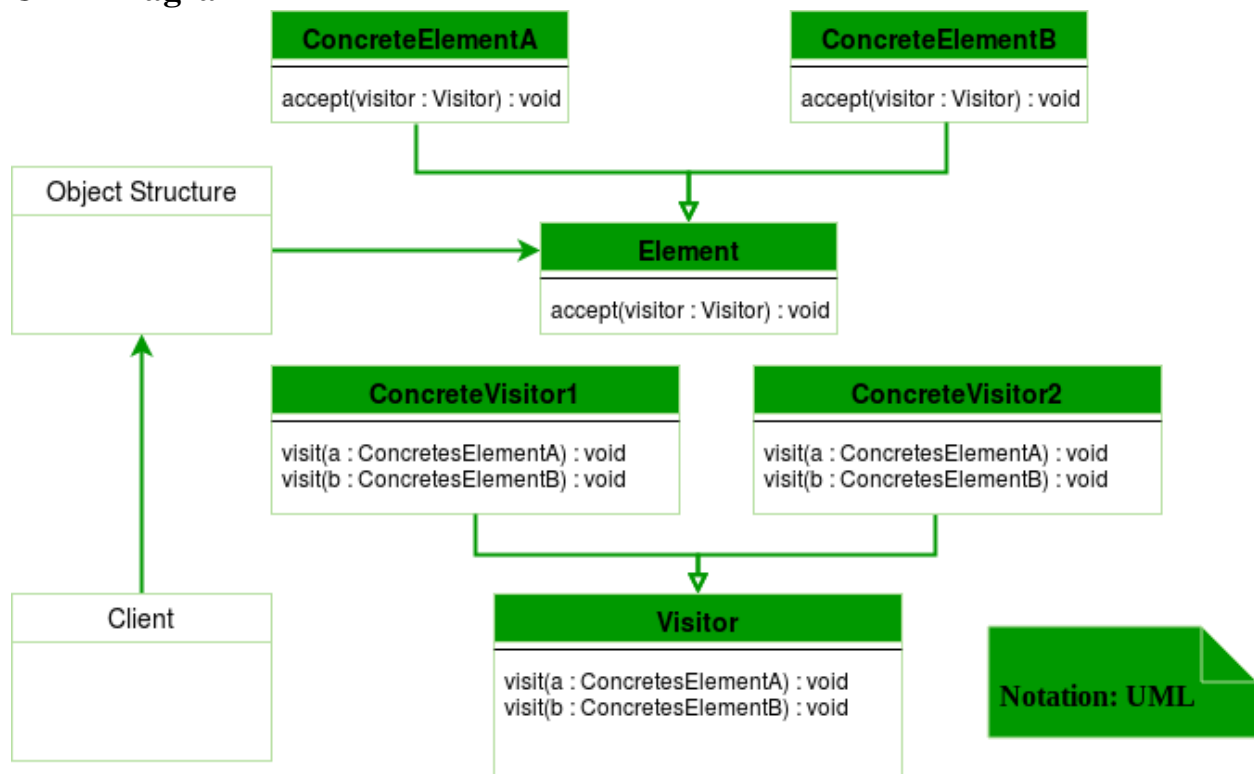 ConcreteElementA
accept(visitor : Visitor) : void
ConcreteElementB
accept(visitor : Visitor) : void
Object Structure
Element
accept(visitor : Visitor) : void
ConcreteVisitor1
visit(a : ConcretesElementA) : void
visit(b : ConcretesElementB) : void
ConcreteVisitor2
visit(a : ConcretesElementA) : void
visit(b : ConcretesElementB) : void
Client
Visitor
visit(a : ConcretesElementA) : void
visit(b : ConcretesElementB) : void
Notation: UML